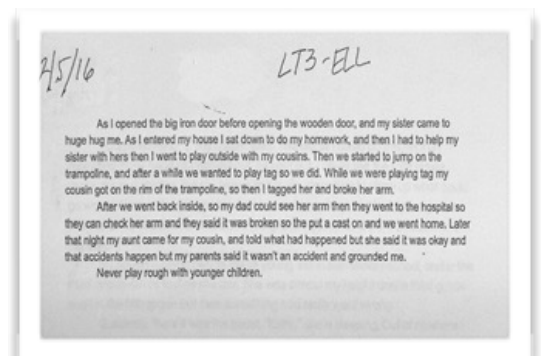 2/5/16
LT3-ELL
As I opened the big iron door before opening the wooden door, and my sister came to
huge hug me. As I entered my house I sat down to do my homework, and then I had to help my
sister with hers then I went to play outside with my cousins. Then we started to jump on the
trampoline, and after a while we wanted to play tag so we did. While we were playing tag my
cousin got on the rim of the trampoline, so then I tagged her and broke her arm.
After we went back inside, so my dad could see her arm then they went to the hospital so
they can check her arm and they said it was broken so the put a cast on and we went home. Later
that night my aunt came for my cousin, and told what had happened but she said it was okay and
that accidents happen but my parents said it wasn't an accident and grounded me.
Never play rough with younger children.